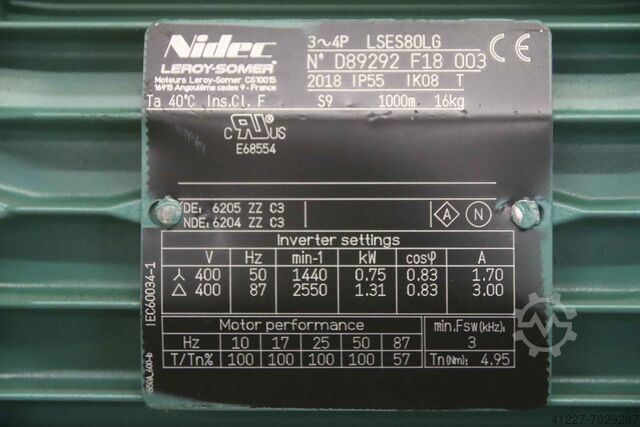 Nidec
LEROY-SOMER™
Moteurs Leroy-Somer CS10015
16915 Angoulême cedex 9 - France
3~4P LSES80LG CE
N° D89292 F18 003
2018 IP55 IK08 T
Ta 40°C Ins.Cl. F S9 1000m. 16kg
C RU US ®
E68554
DE: 6205 ZZ C3
NDE: 6204 ZZ C3
A N
IEC60034-1
Inverter settings
V Hz min-1 kW cosφ A
⅄ 400 50 1440 0.75 0.83 1.70
△ 400 87 2550 1.31 0.83 3.00
Motor performance
Hz 10 17 25 50 87
T/Tn% 100 100 100 100 57
min.Fsw(kHz):
3
Tn(Nm): 4.95
41227-7029297